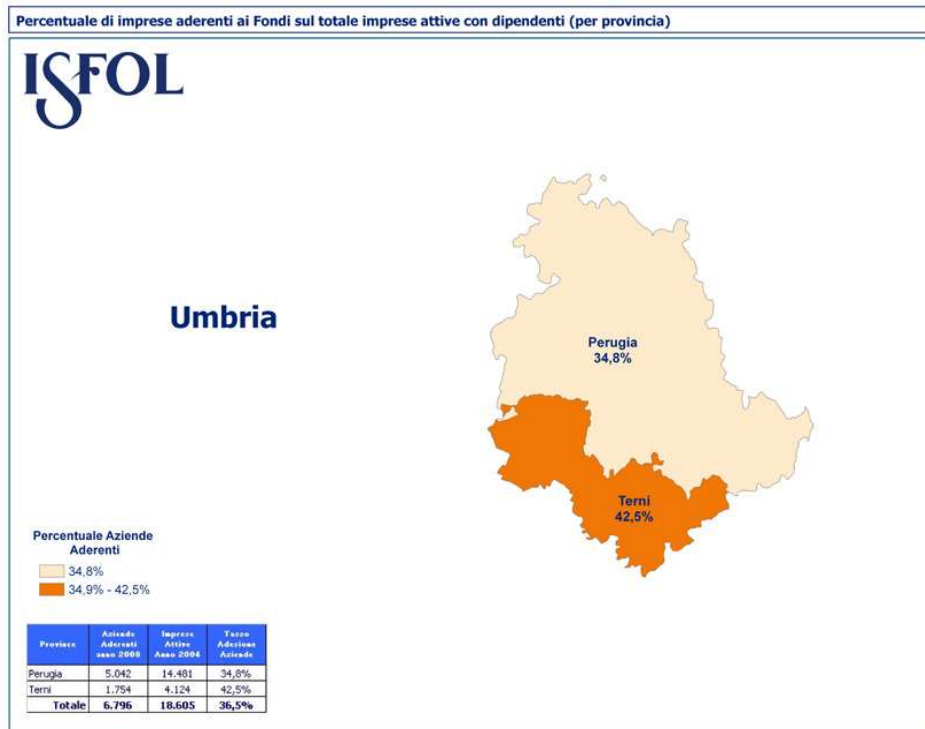 Percentuale di imprese aderenti ai Fondi sul totale imprese attive con dipendenti (per provincia)
ISFOL
Umbria
Perugia
34,8%
Terni
42,5%
Percentuale Aziende
Aderenti
34,8%
34,9% - 42,5%
Province Aziende Aderenti anno 2008 Imprese Attive Anno 2004 Tasso Adesione Aziende
Perugia 5.042 14.481 34,8%
Terni 1.754 4.124 42,5%
Totale 6.796 18.605 36,5%